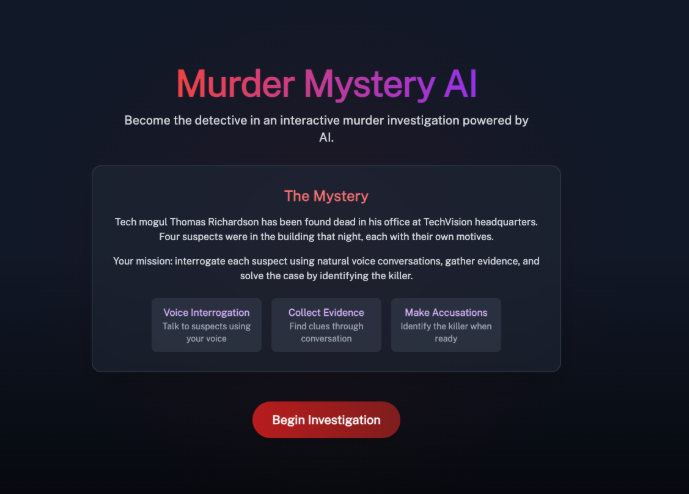 Murder Mystery AI
Become the detective in an interactive murder investigation powered by
AI.
The Mystery
Tech mogul Thomas Richardson has been found dead in his office at TechVision headquarters.
Four suspects were in the building that night, each with their own motives.
Your mission: interrogate each suspect using natural voice conversations, gather evidence, and
solve the case by identifying the killer.
Voice Interrogation
Talk to suspects using
your voice
Collect Evidence
Find clues through
conversation
Make Accusations
Identify the killer when
ready
Begin Investigation